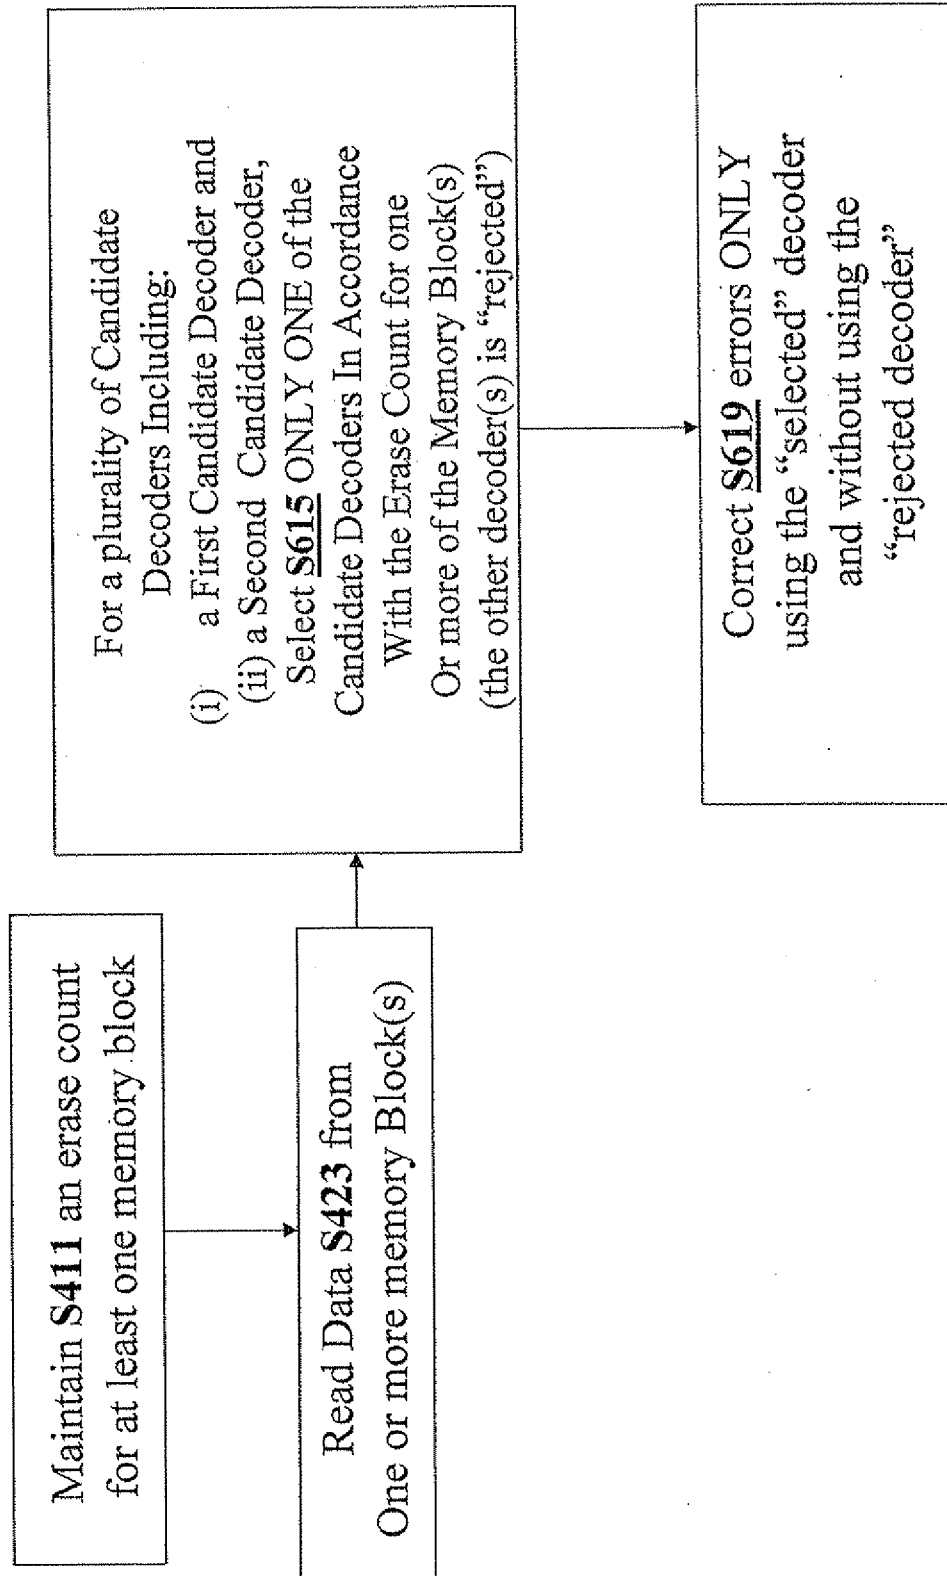 Maintain S411 an erase count
for at least one memory block
Read Data S423 from
One or more memory Block(s)
For a plurality of Candidate
Decoders Including:
(i) a First Candidate Decoder and
(ii) a Second Candidate Decoder,
Select S615 ONLY ONE of the
Candidate Decoders In Accordance
With the Erase Count for one
Or more of the Memory Block(s)
(the other decoder(s) is “rejected”)
Correct S619 errors ONLY
using the “selected” decoder
and without using the
“rejected decoder”